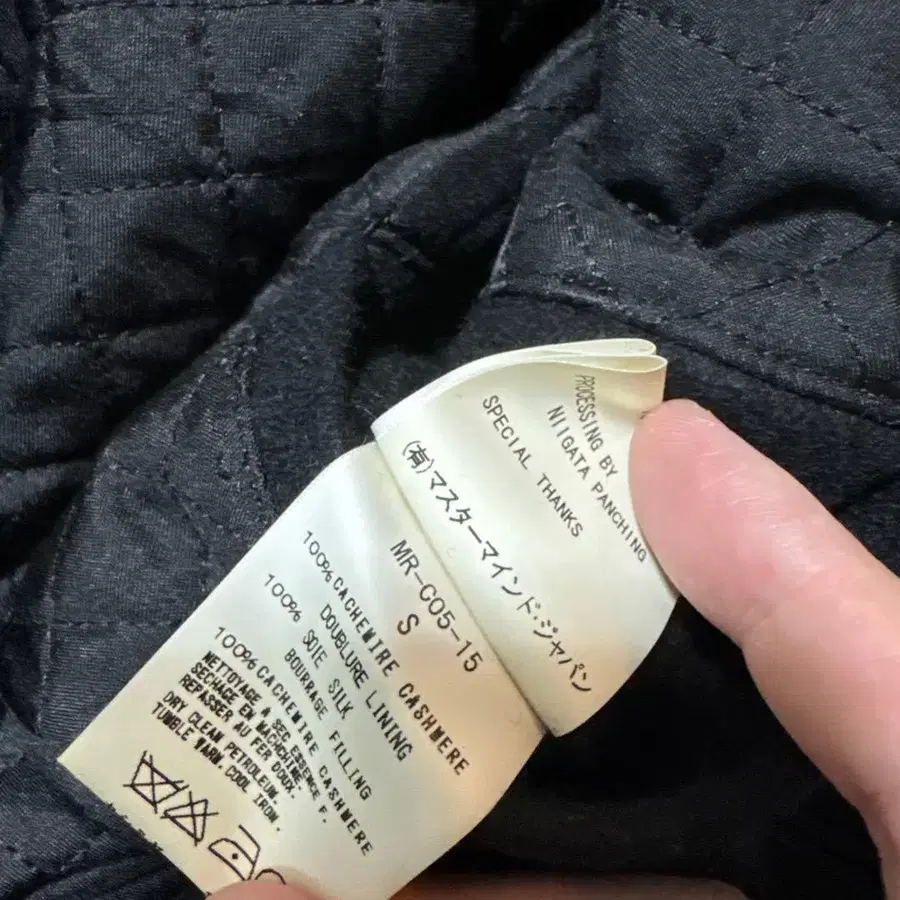 PROCESSING BY
NIIGATA PANCHING
SPECIAL THANKS
(有)マスターマインド・ジャパン
MR-C05-15
S
100% CACHEMIRE CASHMERE
DOUBLURE LINING
100% SOIE SILK
BOURRAGE FILLING
100% CACHEMIRE CASHMERE
NETTOYAGE A SEC ESSENCE F.
SECHAGE EN MACHCHINE.
REPASSER AU FER DOUX.
DRY CLEAN PETROLEUM.
TUMBLE WARM. COOL IRON.